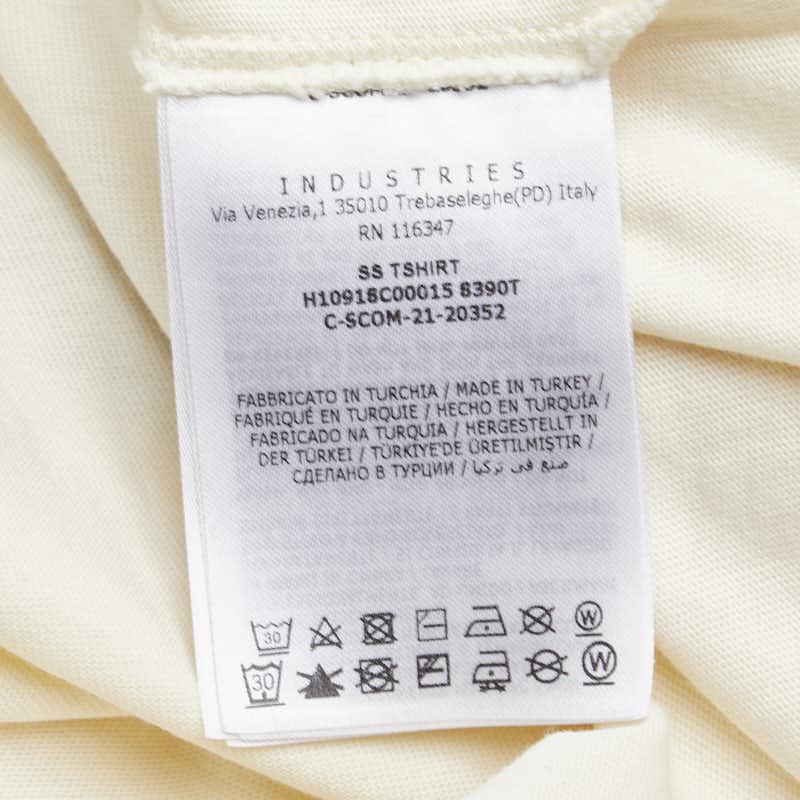 INDUSTRIES
Via Venezia,1 35010 Trebaseleghe(PD) Italy
RN 116347
SS TSHIRT
H10918C00015 8390T
C-SCOM-21-20352
FABBRICATO IN TURCHIA / MADE IN TURKEY /
FABRIQUÉ EN TURQUIE / HECHO EN TURQUÍA /
FABRICADO NA TURQUIA / HERGESTELLT IN
DER TÜRKEI / TÜRKIYE'DE ÜRETILMIŞTIR /
СДЕЛАНО В ТУРЦИИ / صنع في تركيا
30 W
30 W